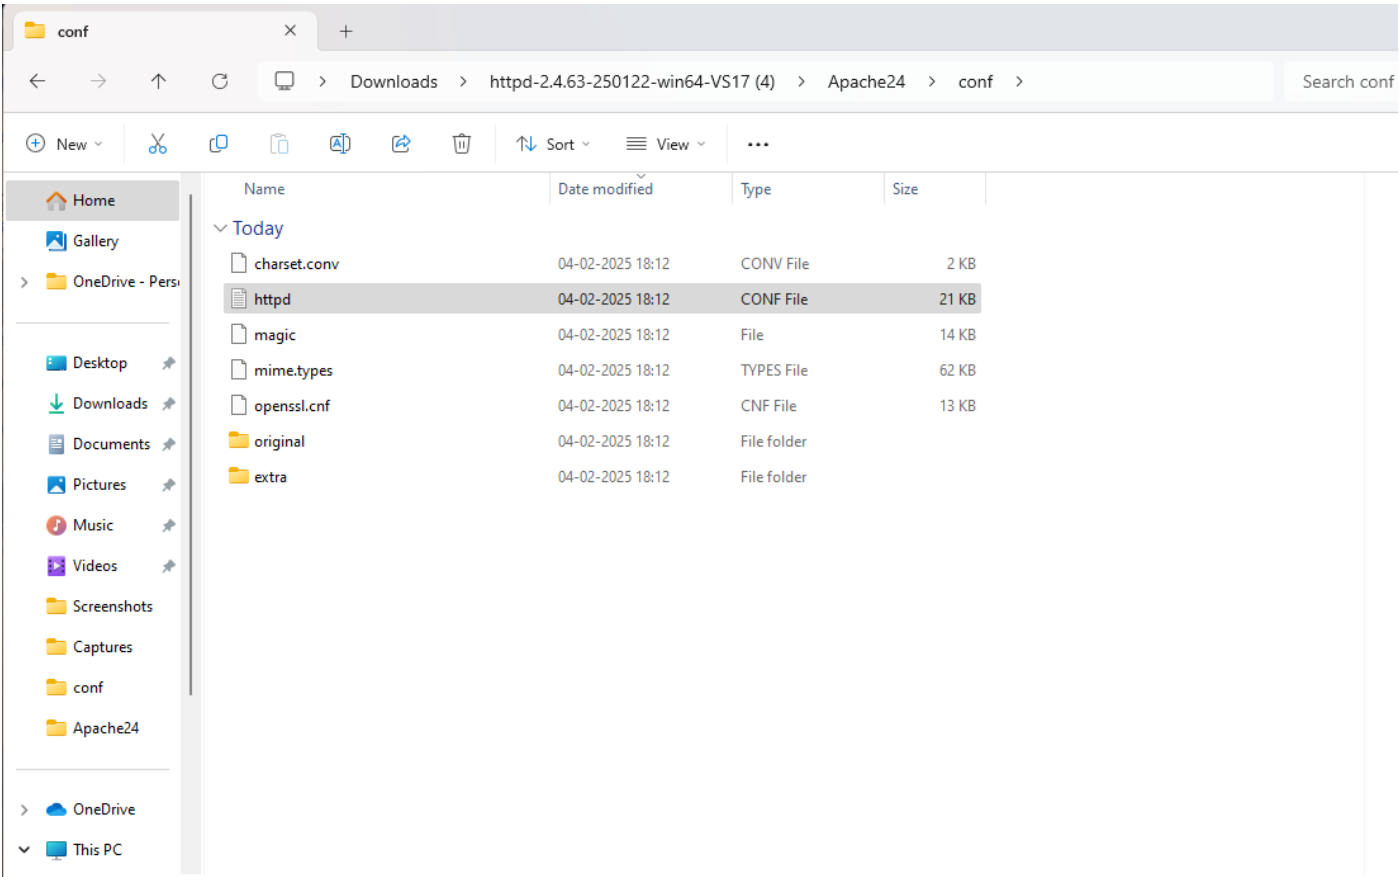 conf
Downloads > httpd-2.4.63-250122-win64-VS17 (4) > Apache24 > conf >
Search conf
New
Sort
View
Home
Gallery
OneDrive - Pers
Desktop
Downloads
Documents
Pictures
Music
Videos
Screenshots
Captures
conf
Apache24
OneDrive
This PC
Name Date modified Type Size
Today
charset.conv 04-02-2025 18:12 CONV File 2 KB
httpd 04-02-2025 18:12 CONF File 21 KB
magic 04-02-2025 18:12 File 14 KB
mime.types 04-02-2025 18:12 TYPES File 62 KB
openssl.cnf 04-02-2025 18:12 CNF File 13 KB
original 04-02-2025 18:12 File folder
extra 04-02-2025 18:12 File folder